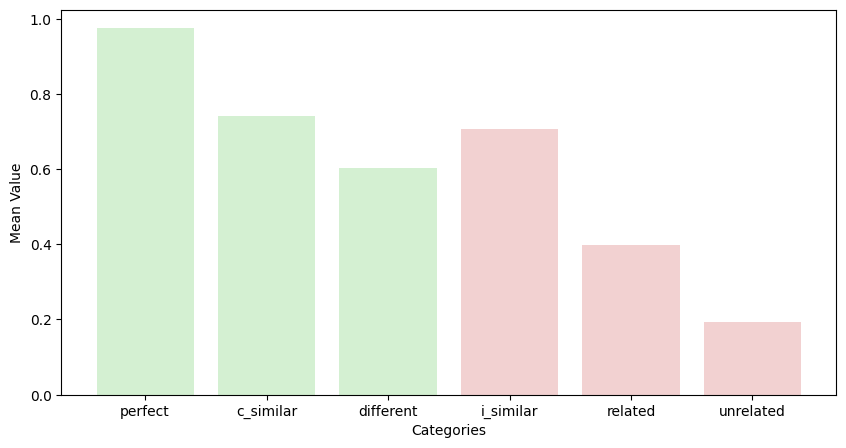 1.0
0.8
0.6
0.4
0.2
0.0
Mean Value
perfect c_similar different i_similar related unrelated
Categories